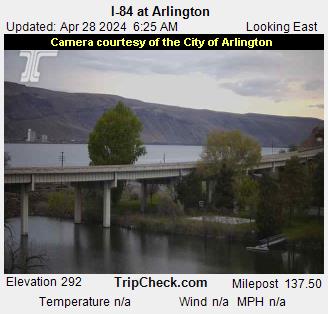 I-84 at Arlington
Updated: Apr 28 2024 6:25 AM Looking East
Camera courtesy of the City of Arlington
Elevation 292 TripCheck.com Milepost 137.50
Temperature n/a Wind n/a MPH n/a